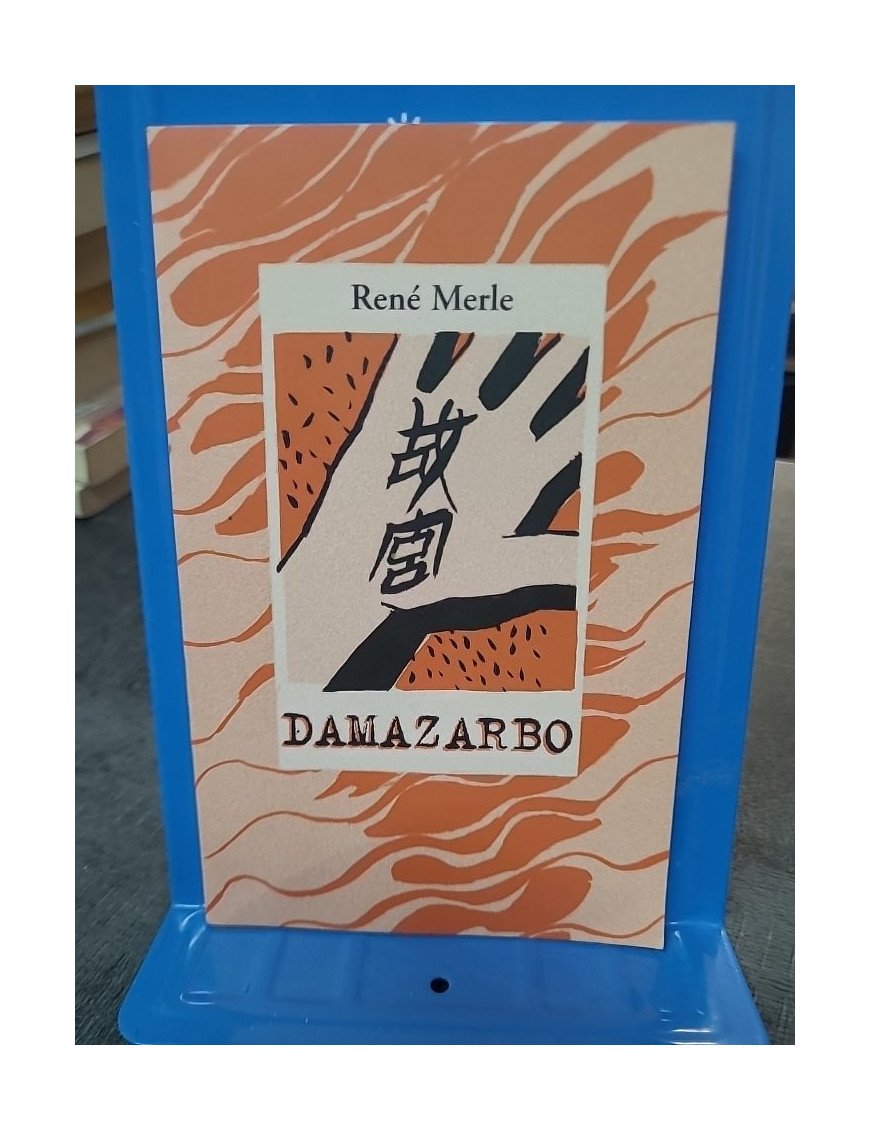 René Merle
故
宮
DAMAZARBO